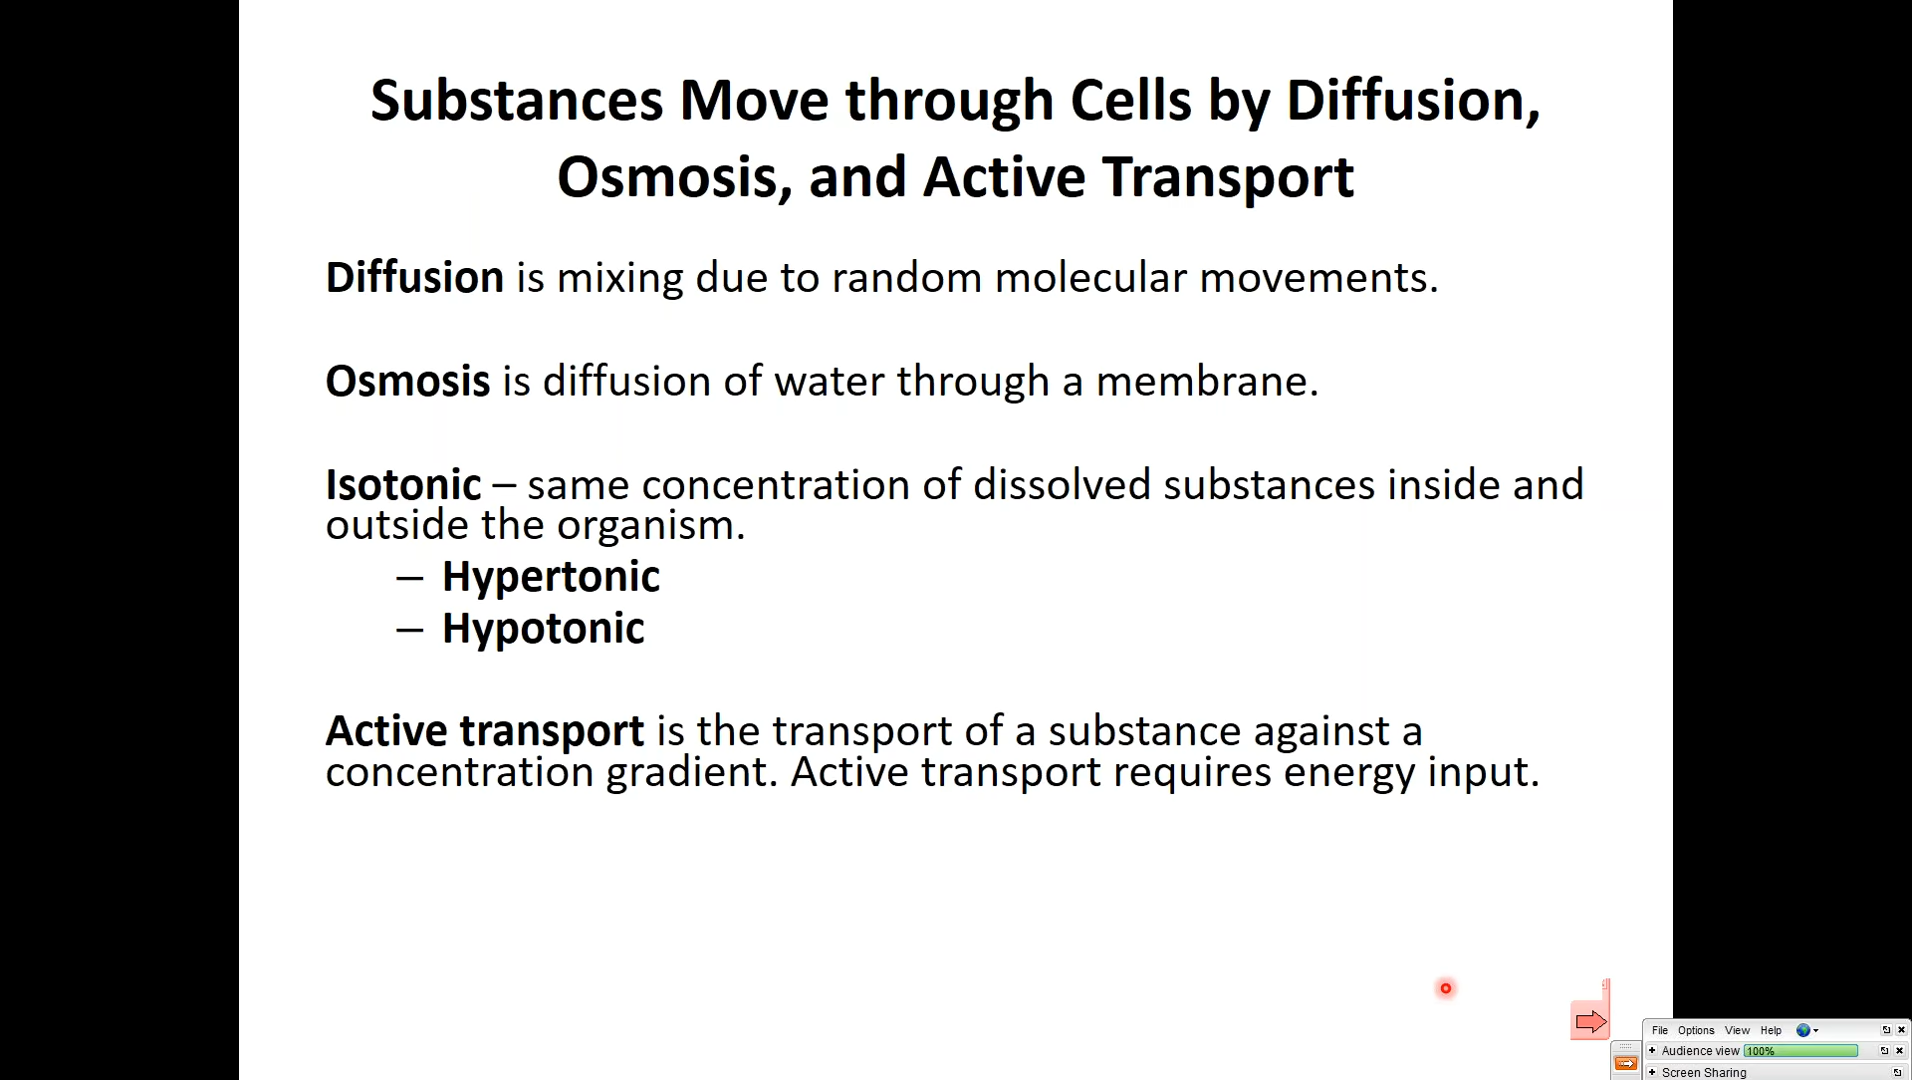 Substances Move through Cells by Diffusion,
Osmosis, and Active Transport
Diffusion is mixing due to random molecular movements.
Osmosis is diffusion of water through a membrane.
Isotonic – same concentration of dissolved substances inside and
outside the organism.
– Hypertonic
– Hypotonic
Active transport is the transport of a substance against a
concentration gradient. Active transport requires energy input.
File Options View Help
Audience view 100%
Screen Sharing